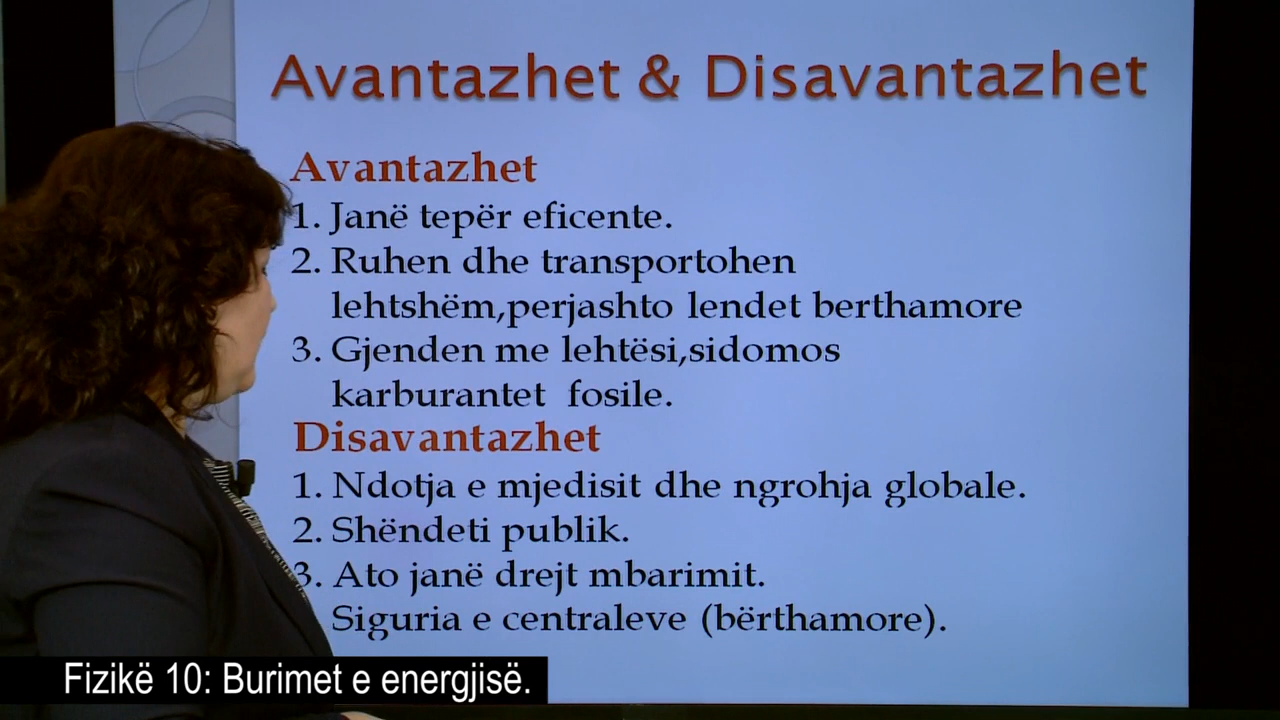 Avantazhet & Disavantazhet
Avantazhet
1. Janë tepër eficente.
2. Ruhen dhe transportohen
lehtshëm,perjashto lendet berthamore
3. Gjenden me lehtësi,sidomos
karburantet fosile.
Disavantazhet
1. Ndotja e mjedisit dhe ngrohja globale.
2. Shëndeti publik.
3. Ato janë drejt mbarimit.
Siguria e centraleve (bërthamore).
Fizikë 10: Burimet e energjisë.